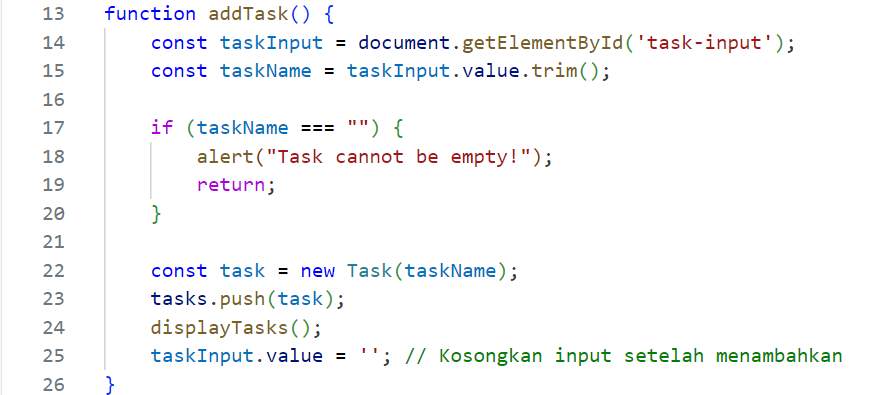 13 function addTask() {
14     const taskInput = document.getElementById('task-input');
15     const taskName = taskInput.value.trim();
16
17     if (taskName === "") {
18         alert("Task cannot be empty!");
19         return;
20     }
21
22     const task = new Task(taskName);
23     tasks.push(task);
24     displayTasks();
25     taskInput.value = ''; // Kosongkan input setelah menambahkan
26 }